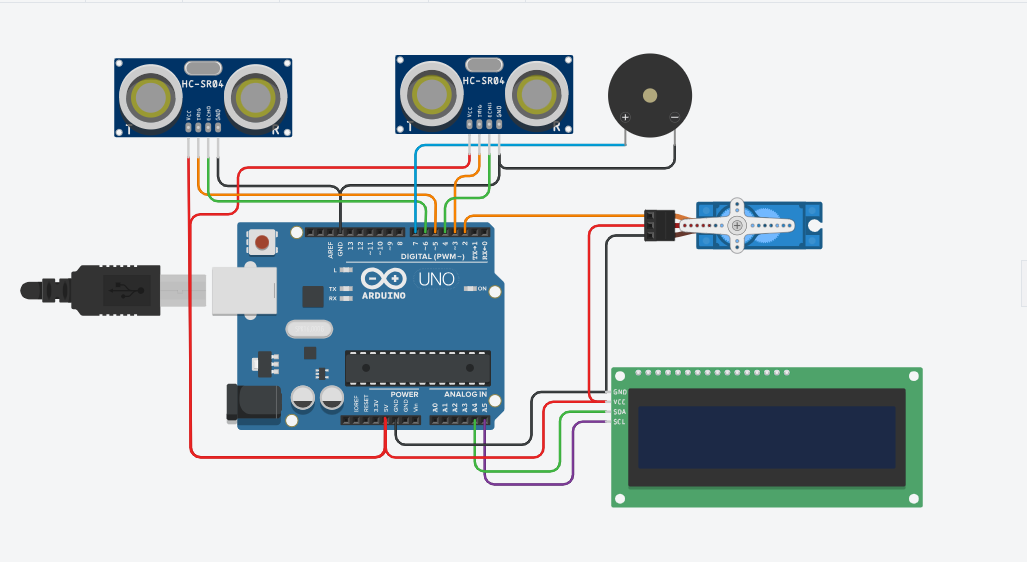 HC-SR04
VCC
TRIG
ECHO
GND
T
R
HC-SR04
VCC
TRIG
ECHO
GND
T
R
+
−
AREF
GND
13
12
~11
~10
~9
8
7
~6
~5
4
~3
2
TX→1
RX←0
DIGITAL (PWM~)
L
TX
RX
UNO
ARDUINO
ON
POWER
ANALOG IN
IOREF
RESET
3.3V
5V
GND
GND
Vin
A0
A1
A2
A3
A4
A5
GND
VCC
SDA
SCL